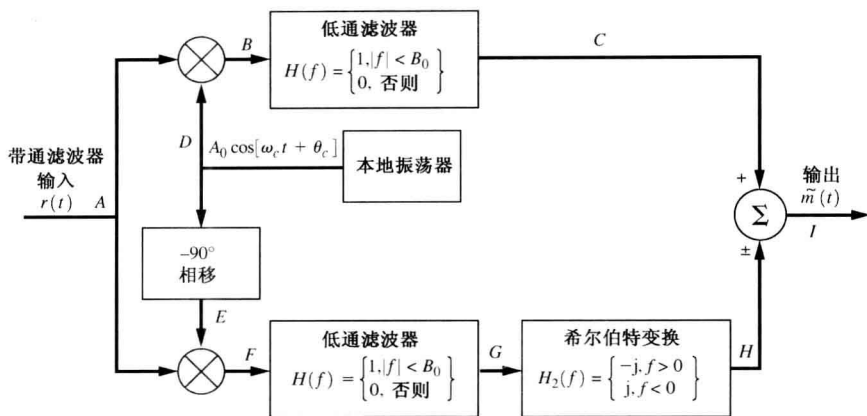 低通滤波器
H(f) = {1, |f| < B₀
0, 否则}
B
C
D
A₀ cos[ω_c t + θ_c]
本地振荡器
带通滤波器
输入
r(t)
A
–90°
相移
E
+
Σ
±
输出
m̃(t)
I
F
低通滤波器
H(f) = {1, |f| < B₀
0, 否则}
G
希尔伯特变换
H₂(f) = {–j, f > 0
j, f < 0}
H